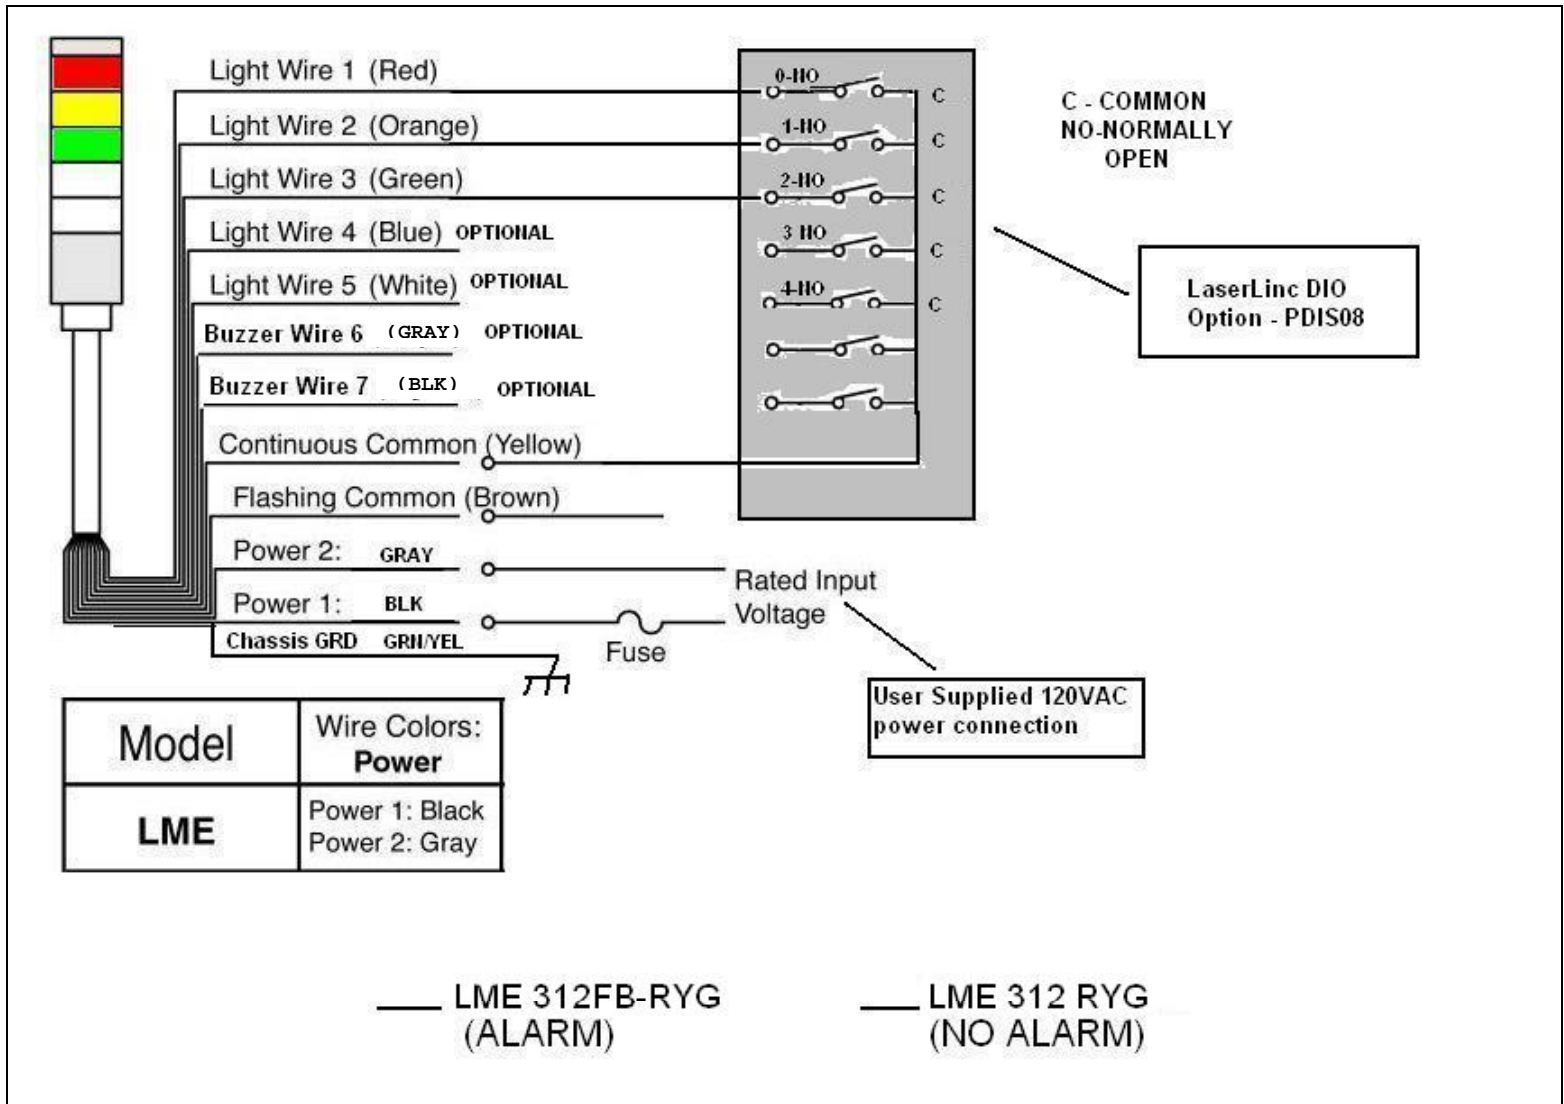 Light Wire 1 (Red)
Light Wire 2 (Orange)
Light Wire 3 (Green)
Light Wire 4 (Blue) OPTIONAL
Light Wire 5 (White) OPTIONAL
Buzzer Wire 6 (GRAY) OPTIONAL
Buzzer Wire 7 (BLK) OPTIONAL
Continuous Common (Yellow)
Flashing Common (Brown)
Power 2: GRAY
Power 1: BLK
Chassis GRD GRN/YEL
Fuse
Rated Input
Voltage
0-NO C
1-NO C
2-NO C
3 NO C
4-NO C
C - COMMON
NO-NORMALLY
OPEN
LaserLinc DIO
Option - PDIS08
User Supplied 120VAC
power connection
Model
Wire Colors:
Power
LME
Power 1: Black
Power 2: Gray
LME 312FB-RYG
(ALARM)
LME 312 RYG
(NO ALARM)